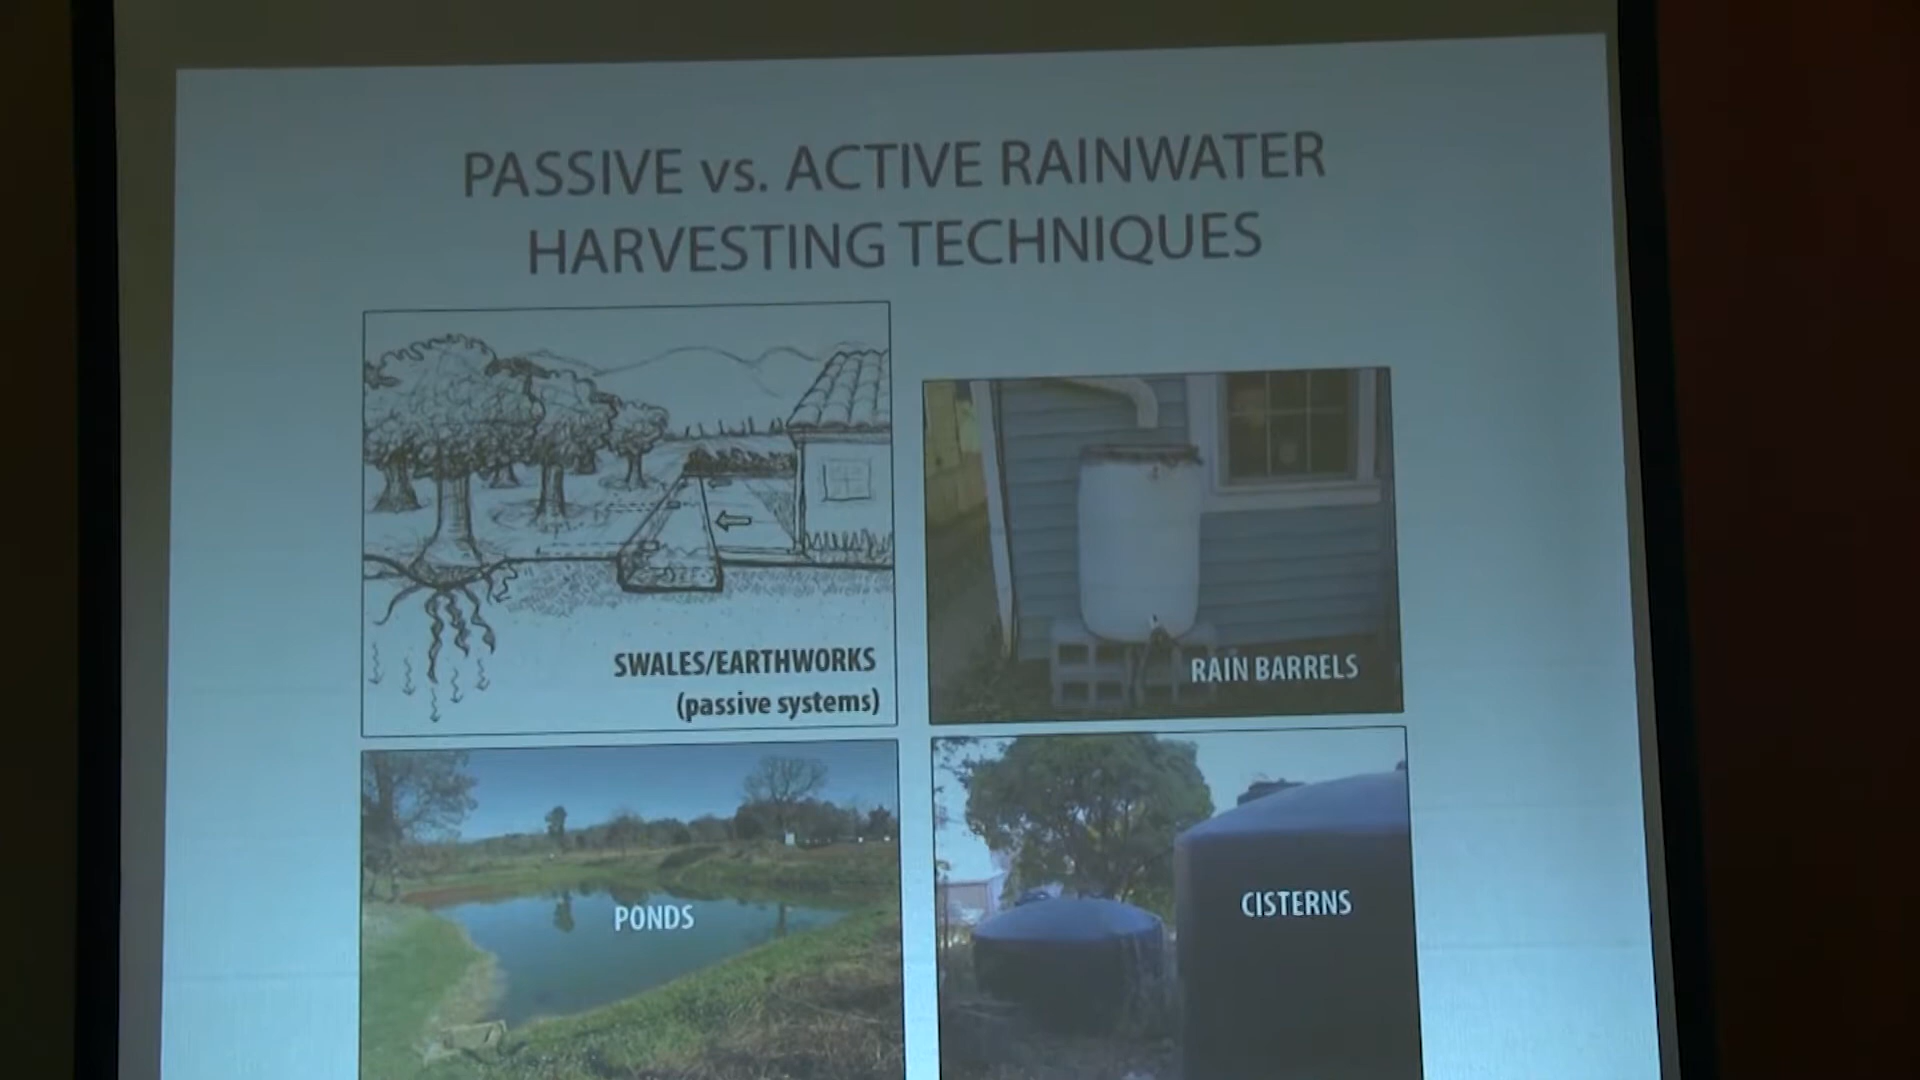 PASSIVE vs. ACTIVE RAINWATER
HARVESTING TECHNIQUES
SWALES/EARTHWORKS
(passive systems)
RAIN BARRELS
PONDS
CISTERNS